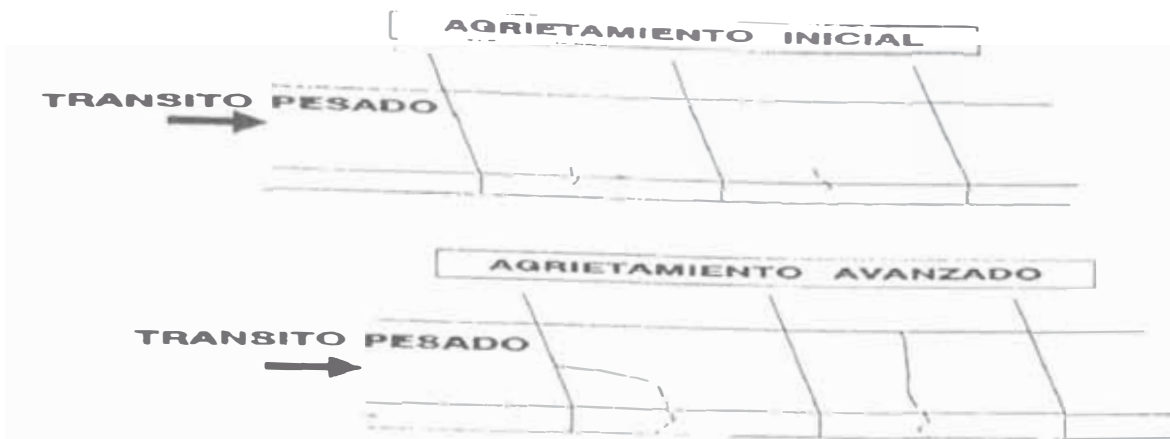 AGRIETAMIENTO INICIAL
TRANSITO PESADO
AGRIETAMIENTO AVANZADO
TRANSITO PESADO